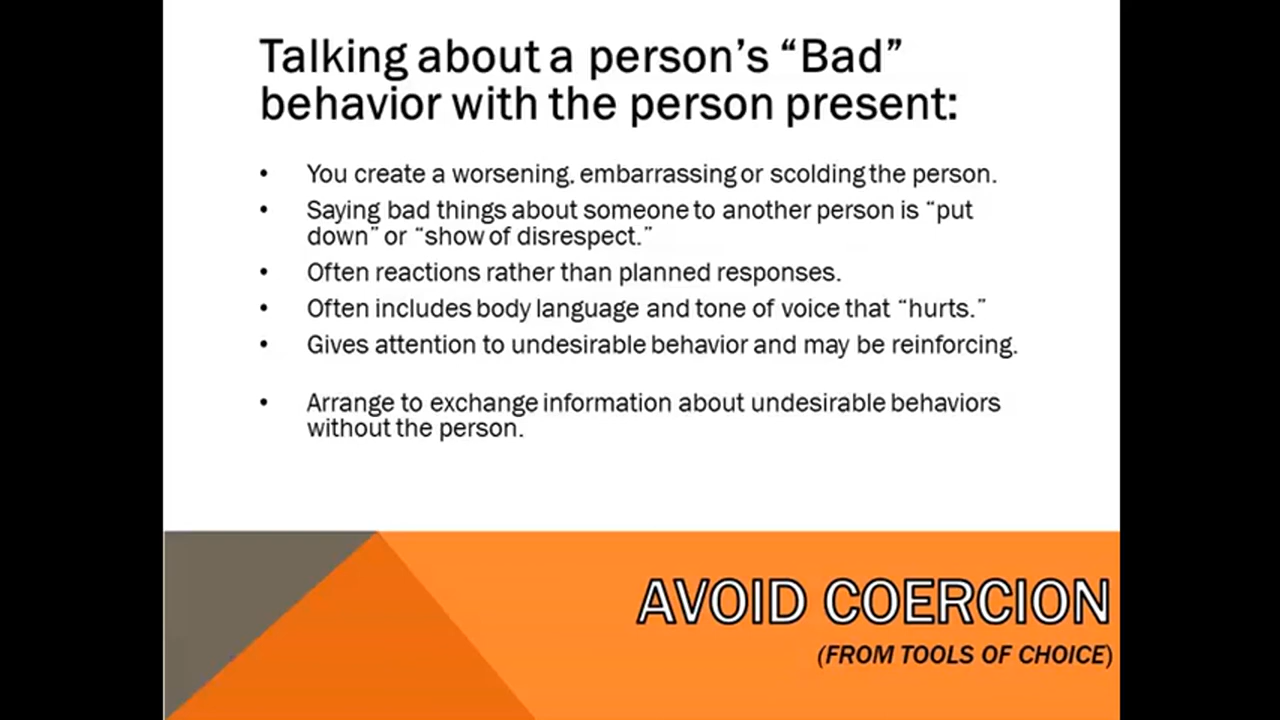 Talking about a person’s “Bad”
behavior with the person present:
• You create a worsening, embarrassing or scolding the person.
• Saying bad things about someone to another person is “put
down” or “show of disrespect.”
• Often reactions rather than planned responses.
• Often includes body language and tone of voice that “hurts.”
• Gives attention to undesirable behavior and may be reinforcing.
• Arrange to exchange information about undesirable behaviors
without the person.
AVOID COERCION
(FROM TOOLS OF CHOICE)